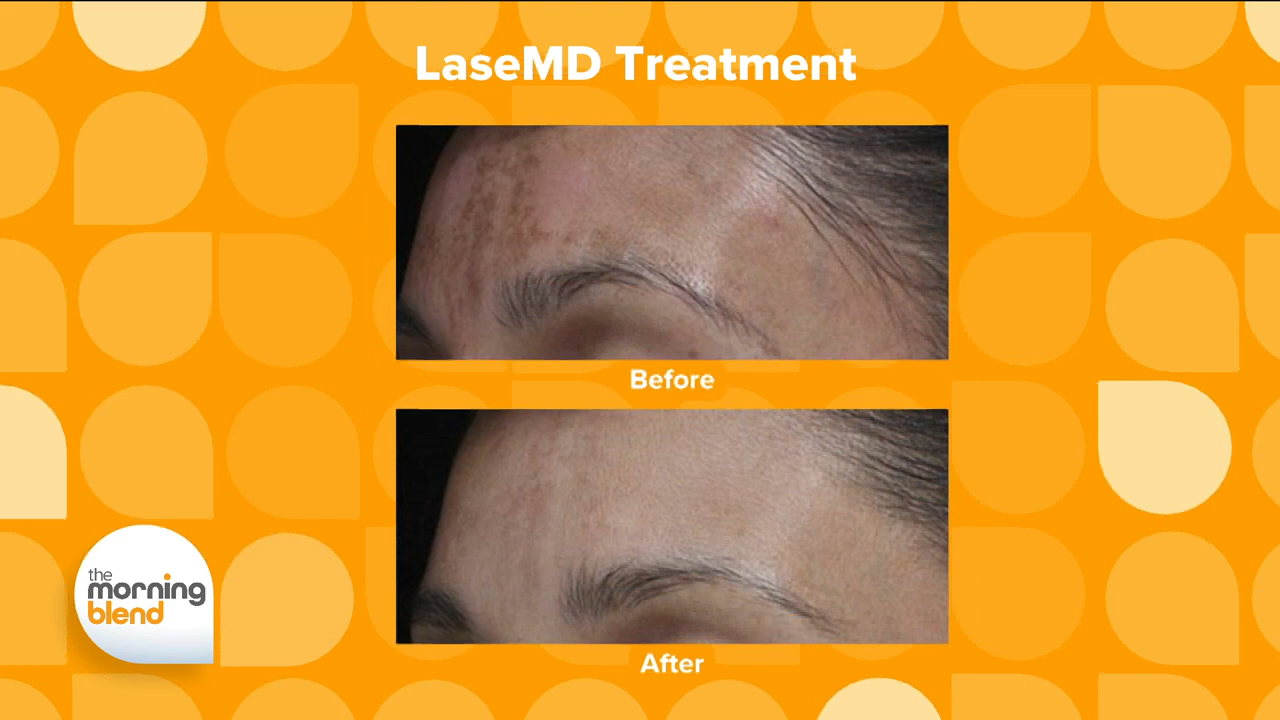 LaseMD Treatment
Before
After
the
morning
blend